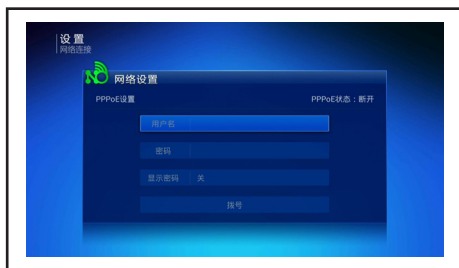 设置
网络连接
网络设置
PPPoE设置
PPPoE状态：断开
用户名
密码
显示密码 关
拨号